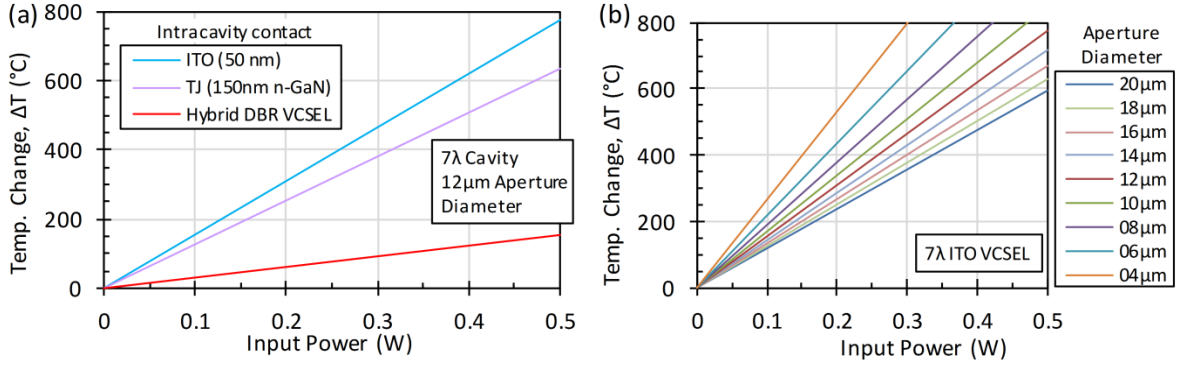 (a)
Temp. Change, ΔT (°C)
800
600
400
200
0
Intracavity contact
ITO (50 nm)
TJ (150nm n-GaN)
Hybrid DBR VCSEL
7λ Cavity
12µm Aperture
Diameter
0 0.1 0.2 0.3 0.4 0.5
Input Power (W)
(b)
Temp. Change, ΔT (°C)
800
600
400
200
0
7λ ITO VCSEL
0 0.1 0.2 0.3 0.4 0.5
Input Power (W)
Aperture
Diameter
20µm
18µm
16µm
14µm
12µm
10µm
08µm
06µm
04µm